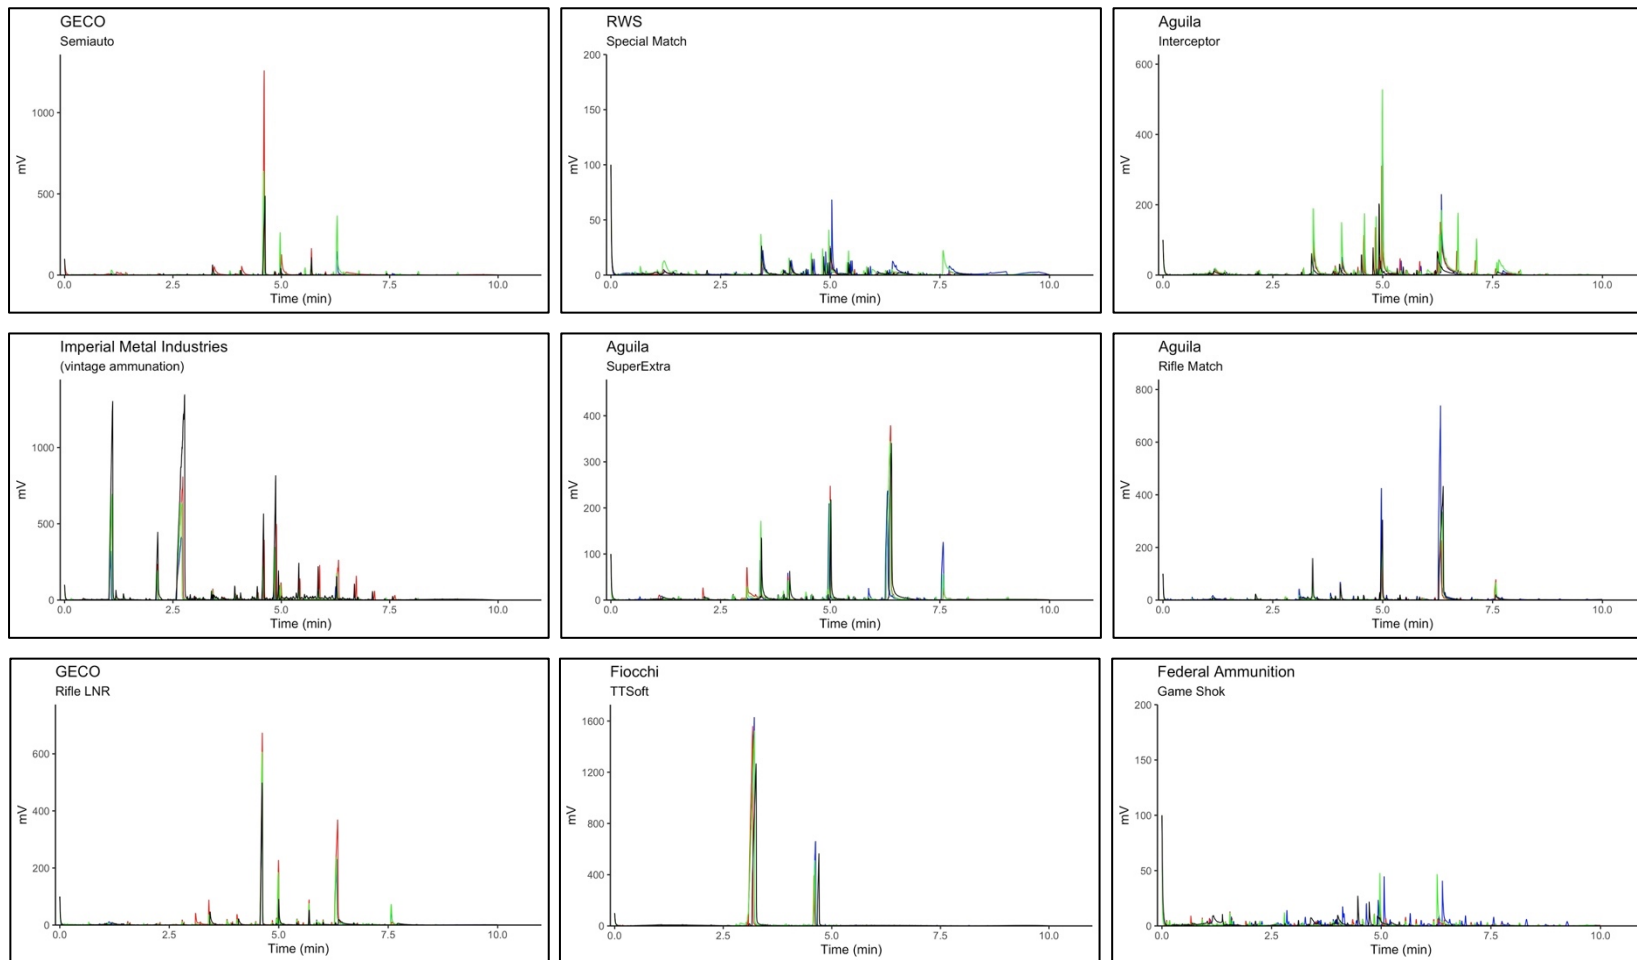 GECO
Semiauto
1000
500
0
mV
0.0 2.5 5.0 7.5 10.0
Time (min)
RWS
Special Match
200
150
100
50
0
mV
0.0 2.5 5.0 7.5 10.0
Time (min)
Aguila
Interceptor
600
400
200
0
mV
0.0 2.5 5.0 7.5 10.0
Time (min)
Imperial Metal Industries
(vintage ammunation)
1000
500
0
mV
0.0 2.5 5.0 7.5 10.0
Time (min)
Aguila
SuperExtra
400
300
200
100
0
mV
0.0 2.5 5.0 7.5 10.0
Time (min)
Aguila
Rifle Match
800
600
400
200
0
mV
0.0 2.5 5.0 7.5 10.0
Time (min)
GECO
Rifle LNR
600
400
200
0
mV
0.0 2.5 5.0 7.5 10.0
Time (min)
Fiocchi
TTSoft
1600
1200
800
400
0
mV
0.0 2.5 5.0 7.5 10.0
Time (min)
Federal Ammunition
Game Shok
200
150
100
50
0
mV
0.0 2.5 5.0 7.5 10.0
Time (min)